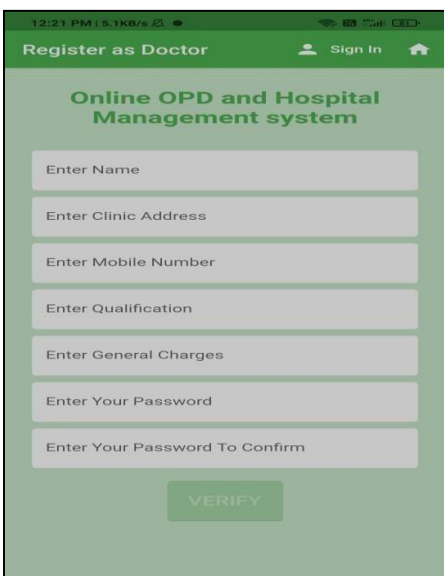 12:21 PM | 5.1KB/s
Register as Doctor
Sign In
Online OPD and Hospital
Management system
Enter Name
Enter Clinic Address
Enter Mobile Number
Enter Qualification
Enter General Charges
Enter Your Password
Enter Your Password To Confirm
VERIFY